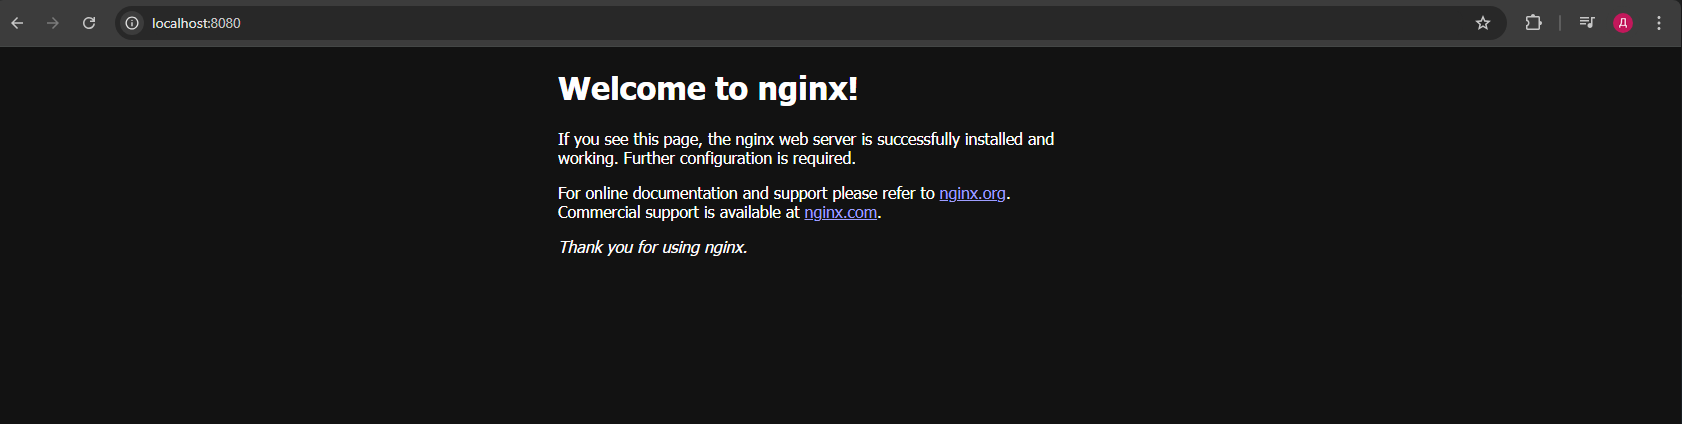 localhost:8080
Д
Welcome to nginx!
If you see this page, the nginx web server is successfully installed and
working. Further configuration is required.
For online documentation and support please refer to nginx.org.
Commercial support is available at nginx.com.
Thank you for using nginx.